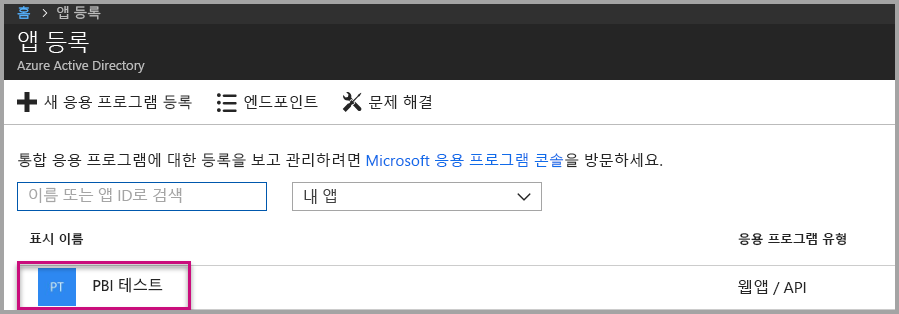 홈 > 앱 등록
앱 등록
Azure Active Directory
새 응용 프로그램 등록 엔드포인트 문제 해결
통합 응용 프로그램에 대한 등록을 보고 관리하려면 Microsoft 응용 프로그램 콘솔을 방문하세요.
이름 또는 앱 ID로 검색 내 앱
표시 이름 응용 프로그램 유형
PT PBI 테스트 웹앱 / API